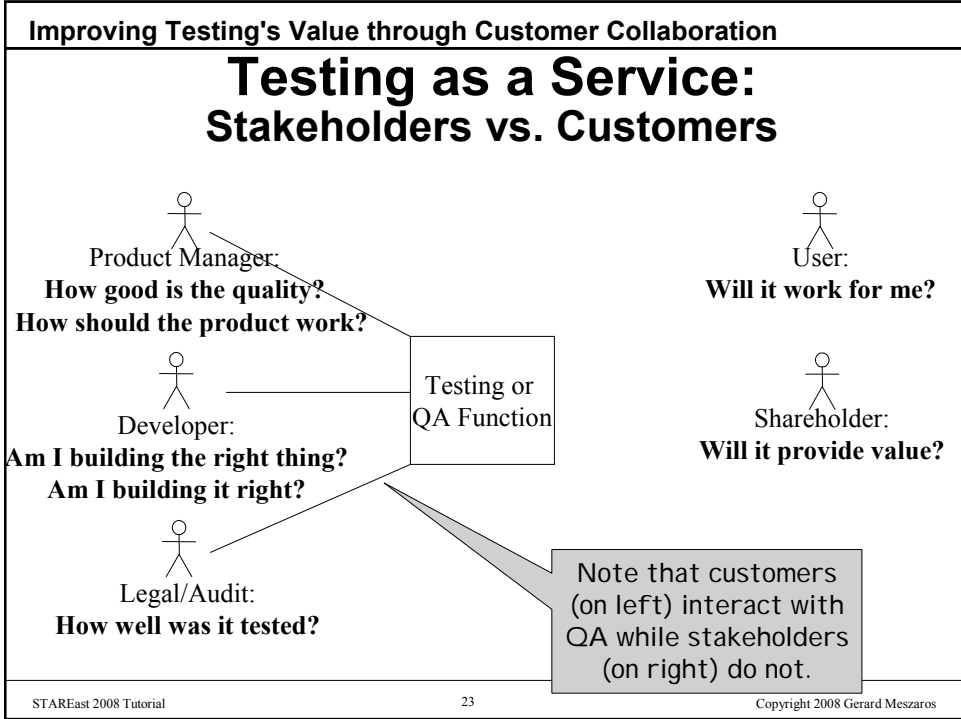 Improving Testing's Value through Customer Collaboration
Testing as a Service:
Stakeholders vs. Customers
Product Manager:
How good is the quality?
How should the product work?
Developer:
Am I building the right thing?
Am I building it right?
Legal/Audit:
How well was it tested?
Testing or
QA Function
User:
Will it work for me?
Shareholder:
Will it provide value?
Note that customers
(on left) interact with
QA while stakeholders
(on right) do not.
STAREast 2008 Tutorial
23
Copyright 2008 Gerard Meszaros